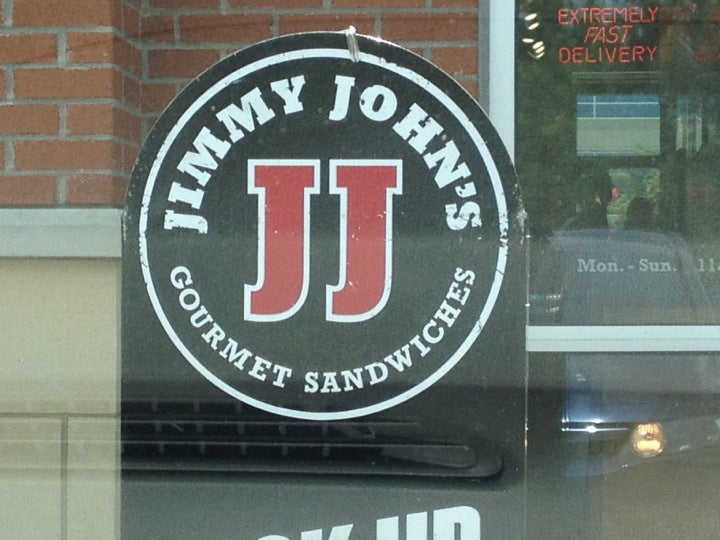 EXTREMELY
FAST
DELIVERY
JIMMY JOHN'S
JJ
GOURMET SANDWICHES
Mon. - Sun.